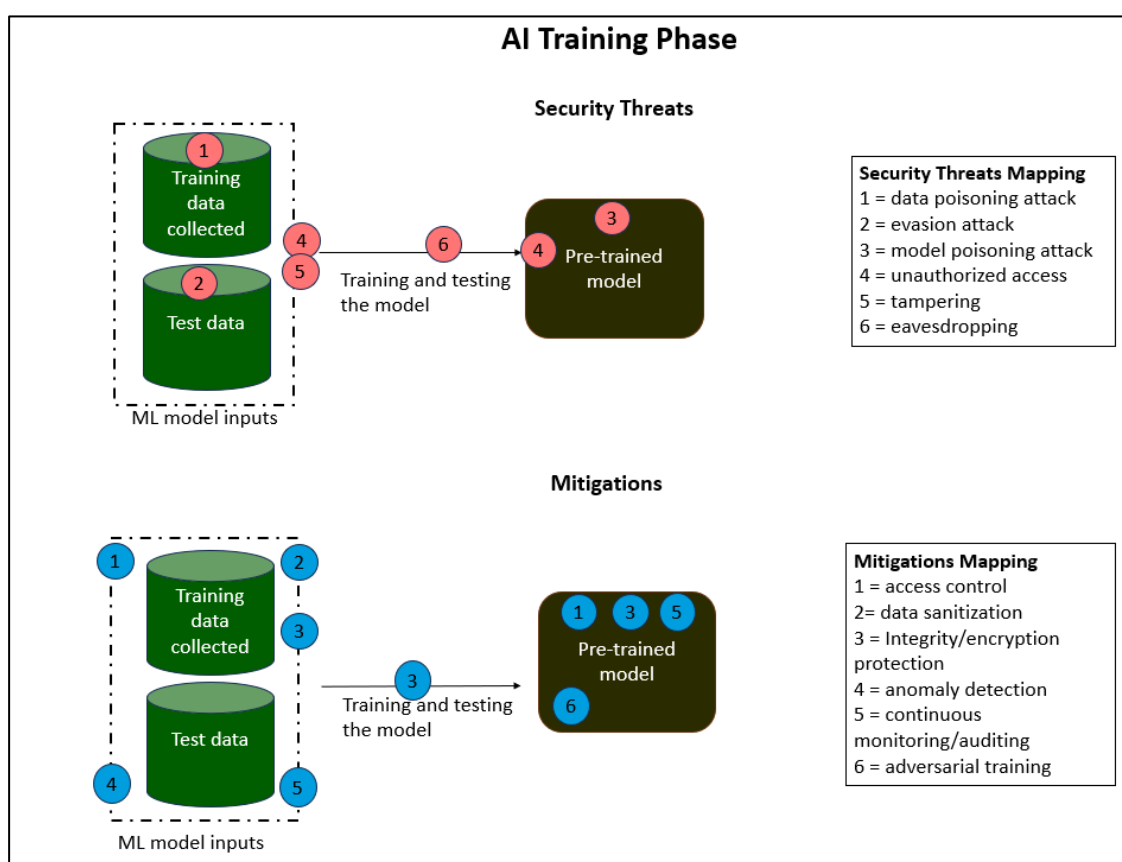 AI Training Phase
Security Threats
1
Training
data
collected
2
Test data
4
5
6
Training and testing
the model
3
4
Pre-trained
model
ML model inputs
Security Threats Mapping
1 = data poisoning attack
2 = evasion attack
3 = model poisoning attack
4 = unauthorized access
5 = tampering
6 = eavesdropping
Mitigations
1
2
Training
data
collected
3
Test data
4
5
3
Training and testing
the model
1
3
5
Pre-trained
model
6
ML model inputs
Mitigations Mapping
1 = access control
2= data sanitization
3 = Integrity/encryption
protection
4 = anomaly detection
5 = continuous
monitoring/auditing
6 = adversarial training